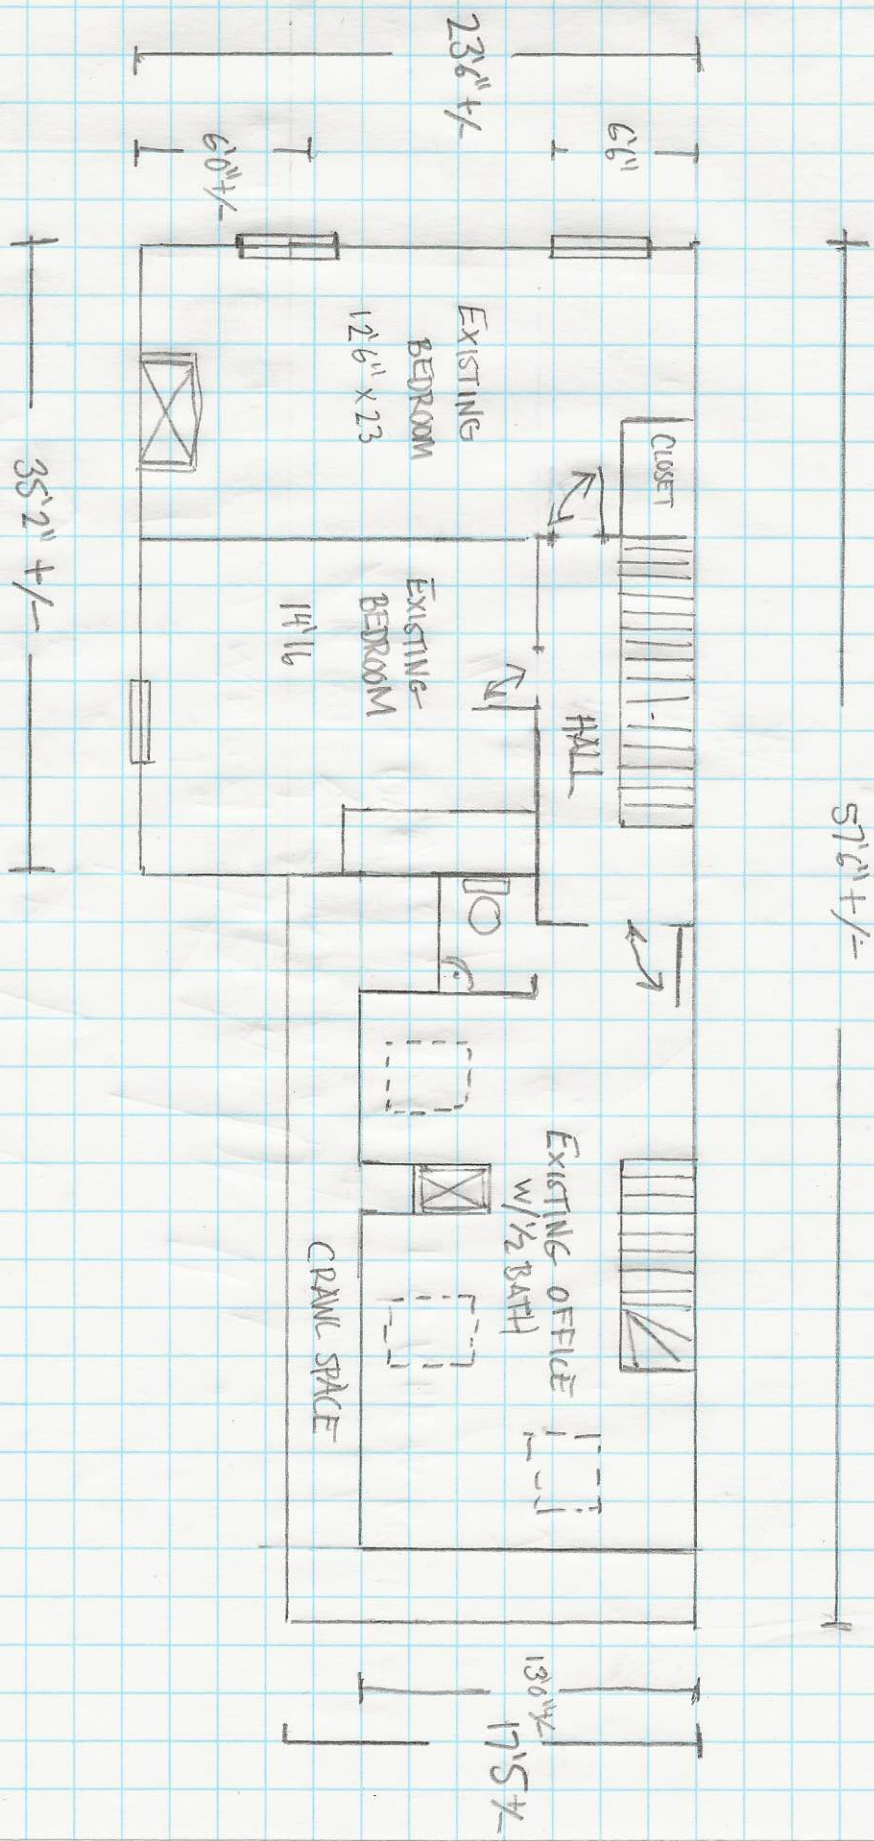 57'6" +/-
CLOSET
HALL
6'6"
23'6" +/-
EXISTING
BEDROOM
12'6" x 23
EXISTING
BEDROOM
14'16
6'0" +/-
35'2" +/-
EXISTING OFFICE
W/ ½ BATH
CRAWL SPACE
13'0" +/-
17'5 +/-